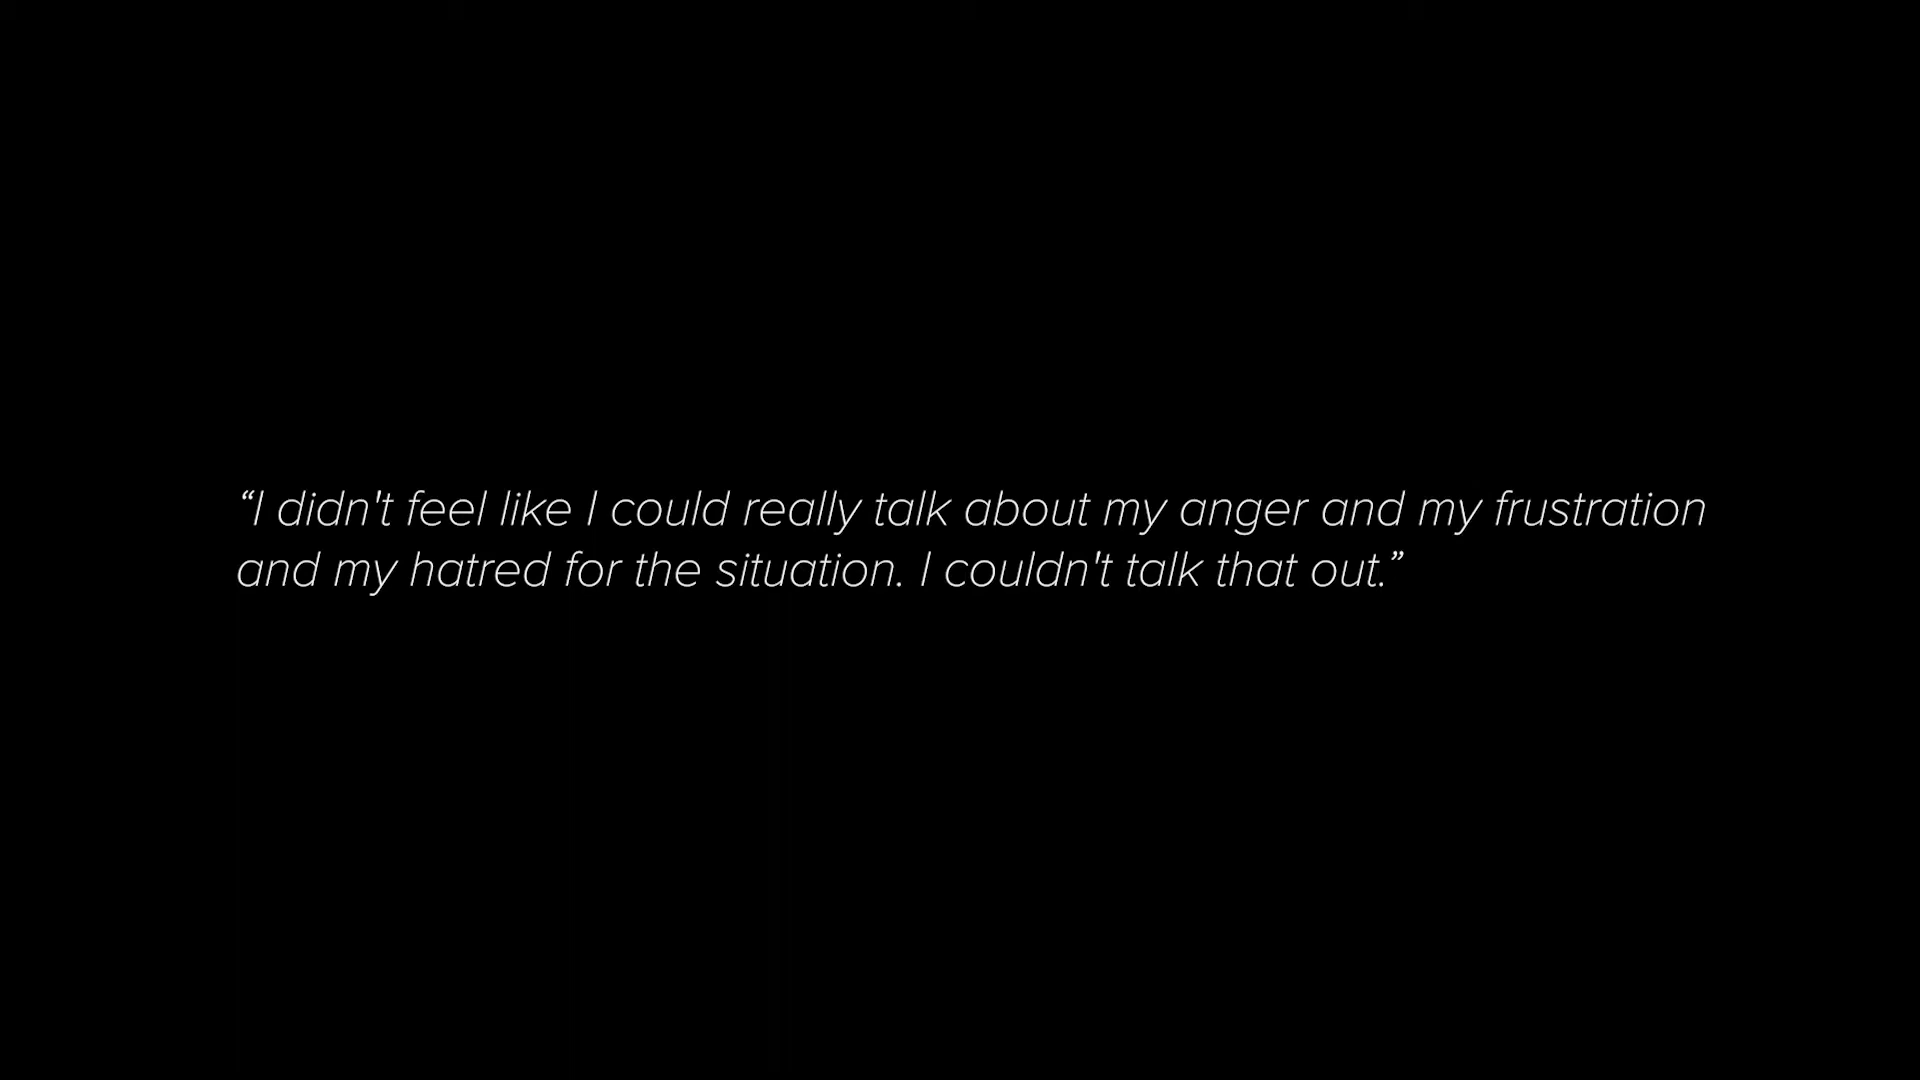 “I didn't feel like I could really talk about my anger and my frustration
and my hatred for the situation. I couldn't talk that out.”